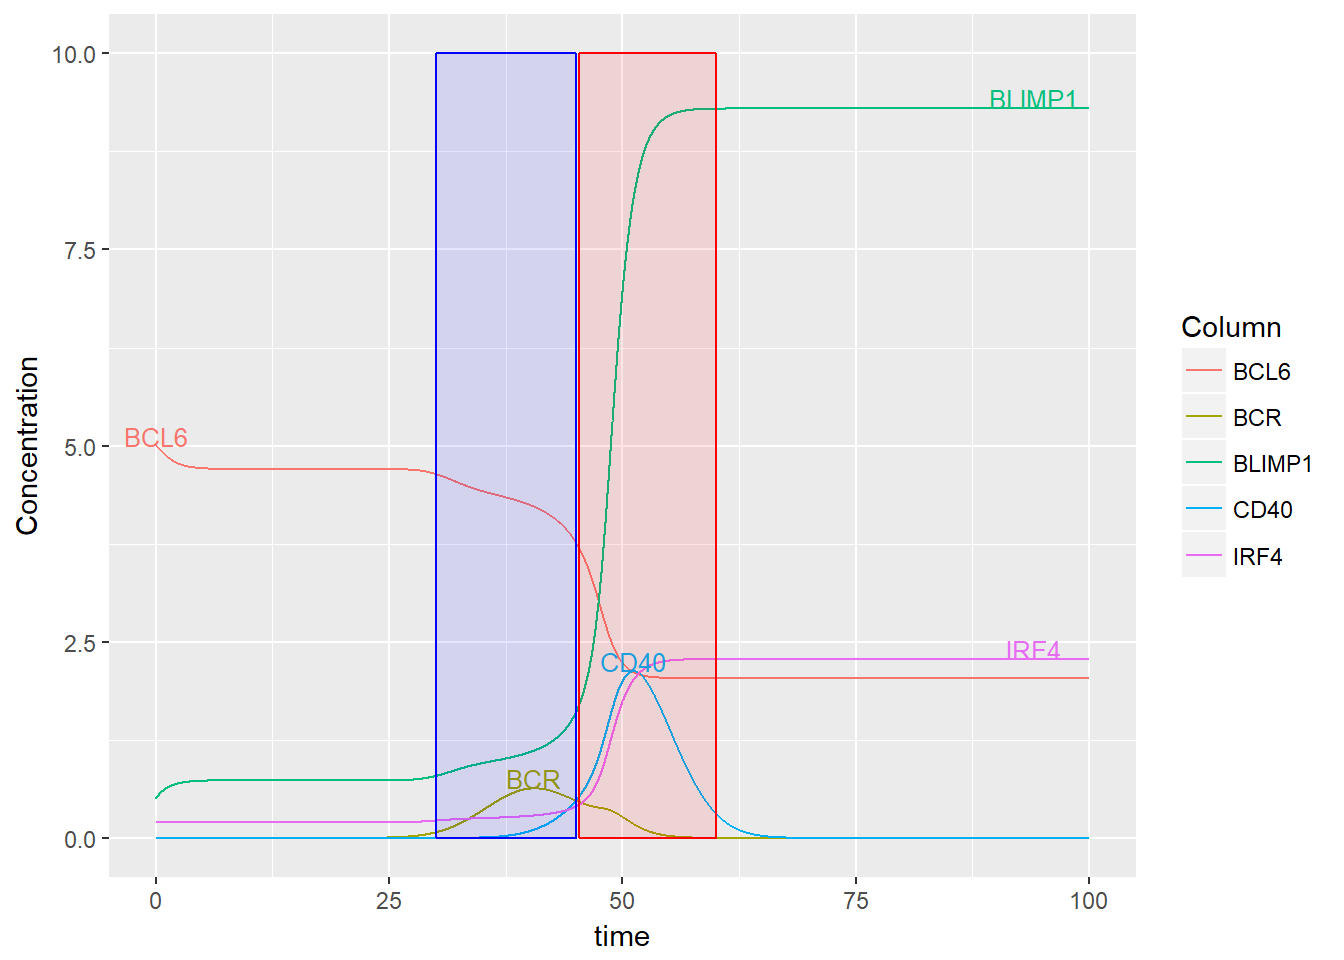 10.0
7.5
5.0
2.5
0.0
Concentration
0
25
50
75
100
time
BCL6
BCR
CD40
BLIMP1
IRF4
Column
BCL6
BCR
BLIMP1
CD40
IRF4